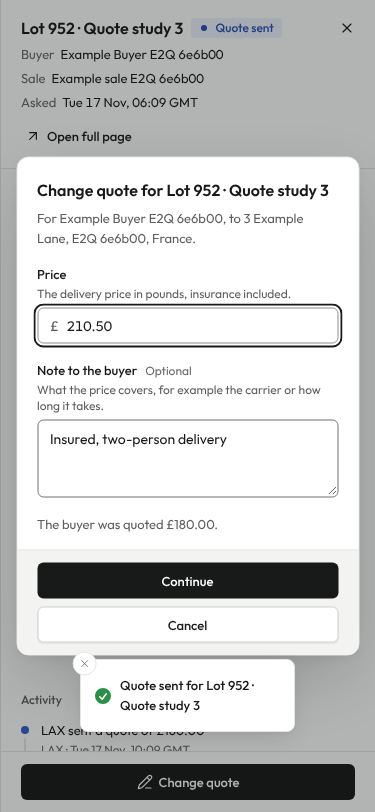 Lot 952 · Quote study 3 Quote sent
Buyer Example Buyer E2Q 6e6b00
Sale Example sale E2Q 6e6b00
Asked Tue 17 Nov, 06:09 GMT
Open full page
Change quote for Lot 952 · Quote study 3
For Example Buyer E2Q 6e6b00, to 3 Example
Lane, E2Q 6e6b00, France.
Price
The delivery price in pounds, insurance included.
£ 210.50
Note to the buyer Optional
What the price covers, for example the carrier or how
long it takes.
Insured, two-person delivery
The buyer was quoted £180.00.
Continue
Cancel
Quote sent for Lot 952 ·
Quote study 3
Activity
LAX sent a quote of £180.00
LAX · Tue 17 Nov, 10:09 GMT
Change quote